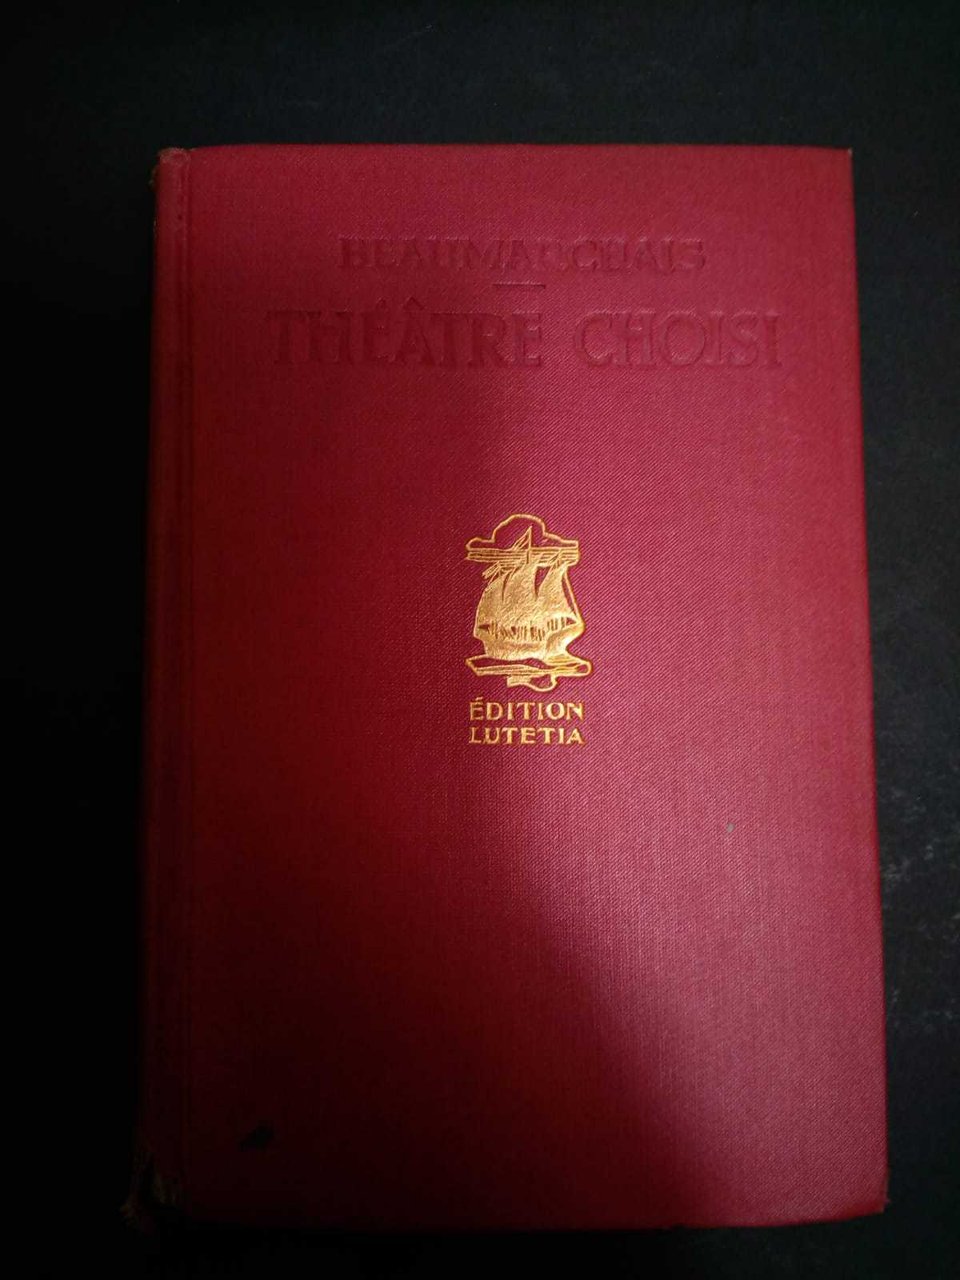 BEAUMARCHAIS
THÉÂTRE CHOISI
ÉDITION
LUTETIA